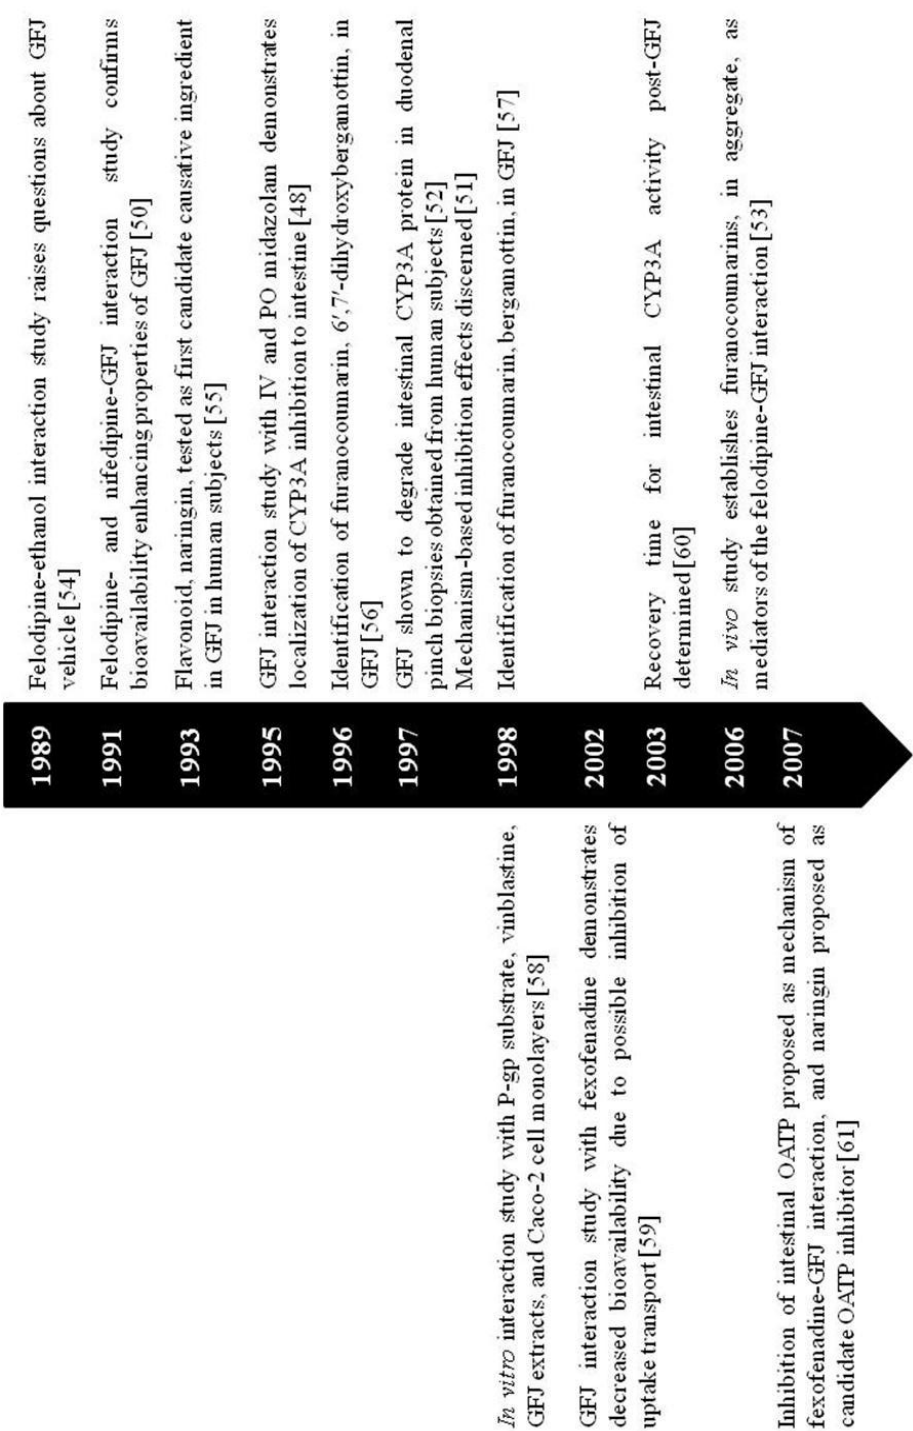 Felodipine-ethanol interaction study raises questions about GFJ
vehicle [54]
Felodipine- and nifedipine-GFJ interaction study confirms
bioavailability enhancing properties of GFJ [50]
Flavonoid, naringin, tested as first candidate causative ingredient
in GFJ in human subjects [55]
GFJ interaction study with IV and PO midazolam demonstrates
localization of CYP3A inhibition to intestine [48]
Identification of furanocoumarin, 6′,7′-dihydroxybergamottin, in
GFJ [56]
GFJ shown to degrade intestinal CYP3A protein in duodenal
pinch biopsies obtained from human subjects [52]
Mechanism-based inhibition effects discerned [51]
Identification of furanocoumarin, bergamottin, in GFJ [57]
Recovery time for intestinal CYP3A activity post-GFJ
determined [60]
In vivo study establishes furanocoumarins, in aggregate, as
mediators of the felodipine-GFJ interaction [53]
1989
1991
1993
1995
1996
1997
1998
2002
2003
2006
2007
In vitro interaction study with P-gp substrate, vinblastine,
GFJ extracts, and Caco-2 cell monolayers [58]
GFJ interaction study with fexofenadine demonstrates
decreased bioavailability due to possible inhibition of
uptake transport [59]
Inhibition of intestinal OATP proposed as mechanism of
fexofenadine-GFJ interaction, and naringin proposed as
candidate OATP inhibitor [61]